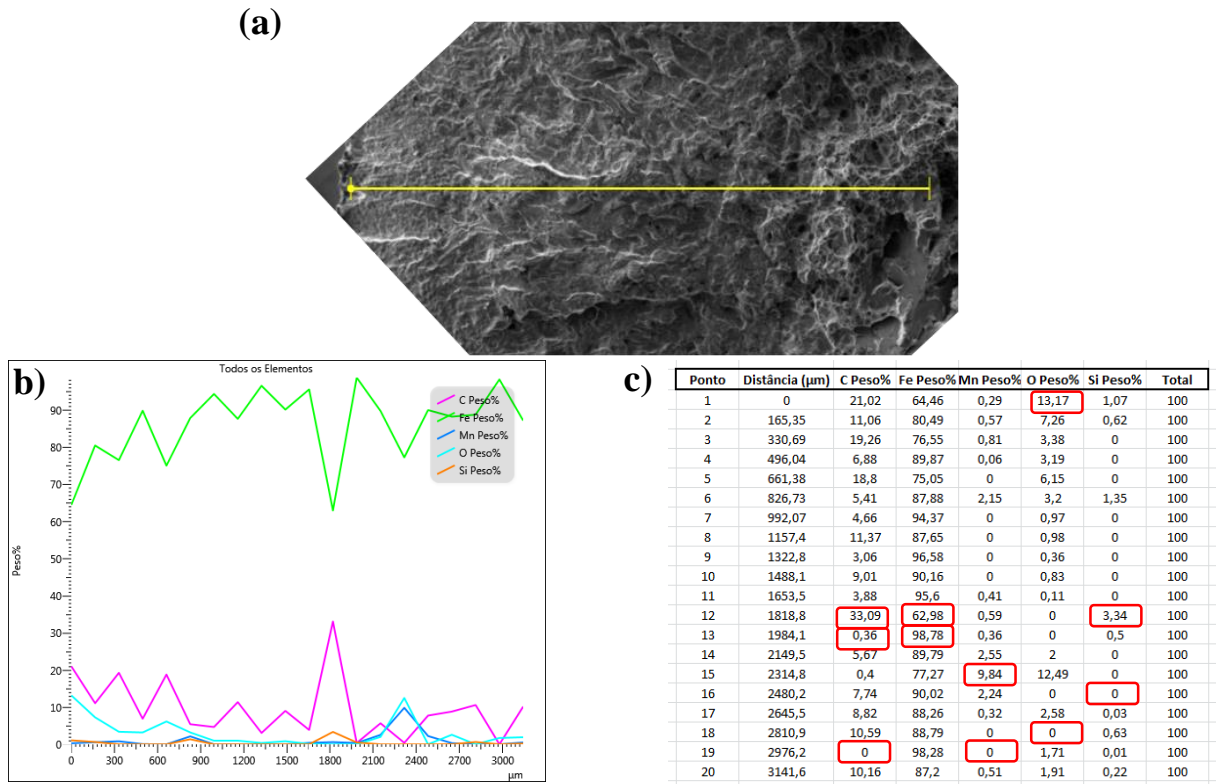 (a)
b)
Todos os Elementos
C Peso%
Fe Peso%
Mn Peso%
O Peso%
Si Peso%
Peso%
90
80
70
60
50
40
30
20
10
0
0 300 600 900 1200 1500 1800 2100 2400 2700 3000
µm
c)
Ponto Distância (µm) C Peso% Fe Peso% Mn Peso% O Peso% Si Peso% Total
1 0 21,02 64,46 0,29 13,17 1,07 100
2 165,35 11,06 80,49 0,57 7,26 0,62 100
3 330,69 19,26 76,55 0,81 3,38 0 100
4 496,04 6,88 89,87 0,06 3,19 0 100
5 661,38 18,8 75,05 0 6,15 0 100
6 826,73 5,41 87,88 2,15 3,2 1,35 100
7 992,07 4,66 94,37 0 0,97 0 100
8 1157,4 11,37 87,65 0 0,98 0 100
9 1322,8 3,06 96,58 0 0,36 0 100
10 1488,1 9,01 90,16 0 0,83 0 100
11 1653,5 3,88 95,6 0,41 0,11 0 100
12 1818,8 33,09 62,98 0,59 0 3,34 100
13 1984,1 0,36 98,78 0,36 0 0,5 100
14 2149,5 5,67 89,79 2,55 2 0 100
15 2314,8 0,4 77,27 9,84 12,49 0 100
16 2480,2 7,74 90,02 2,24 0 0 100
17 2645,5 8,82 88,26 0,32 2,58 0,03 100
18 2810,9 10,59 88,79 0 0 0,63 100
19 2976,2 0 98,28 0 1,71 0,01 100
20 3141,6 10,16 87,2 0,51 1,91 0,22 100